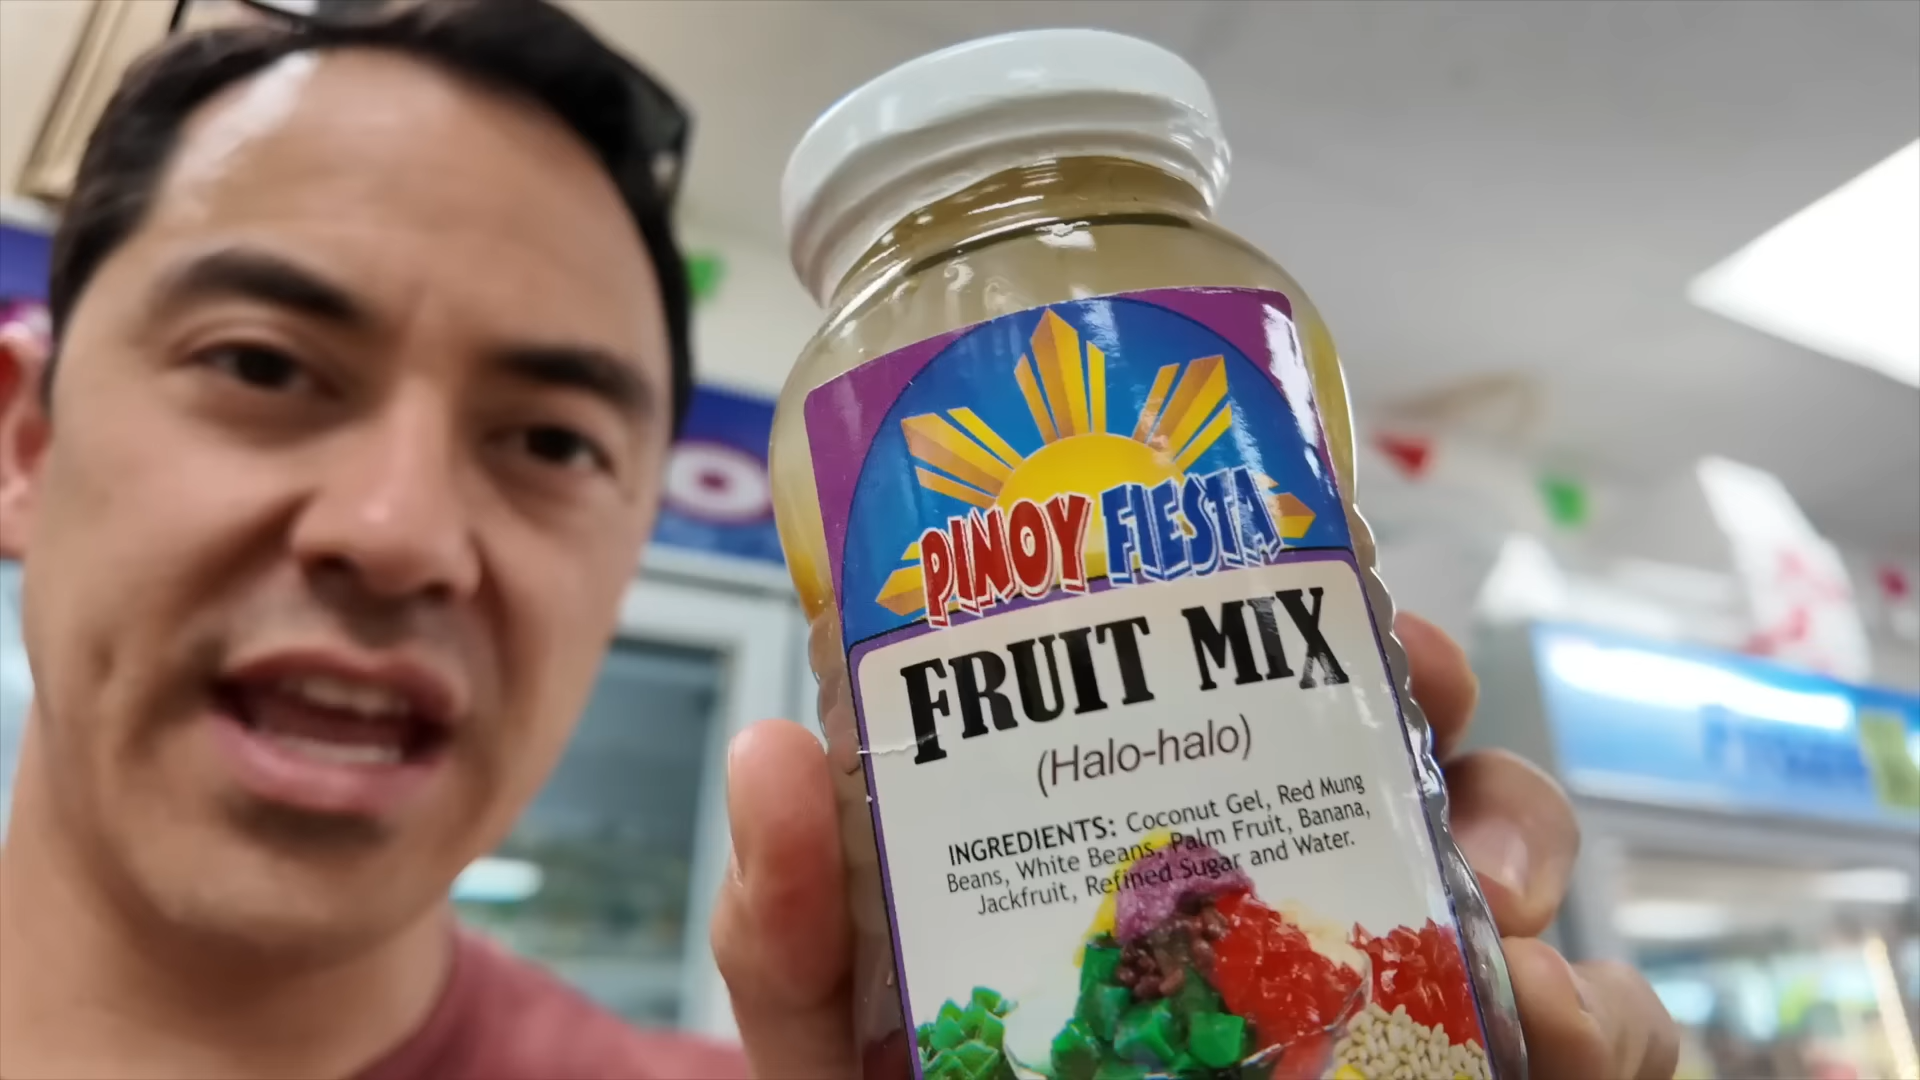 PINOY FIESTA
FRUIT MIX
(Halo-halo)
INGREDIENTS: Coconut Gel, Red Mung
Beans, White Beans, Palm Fruit, Banana,
Jackfruit, Refined Sugar and Water.